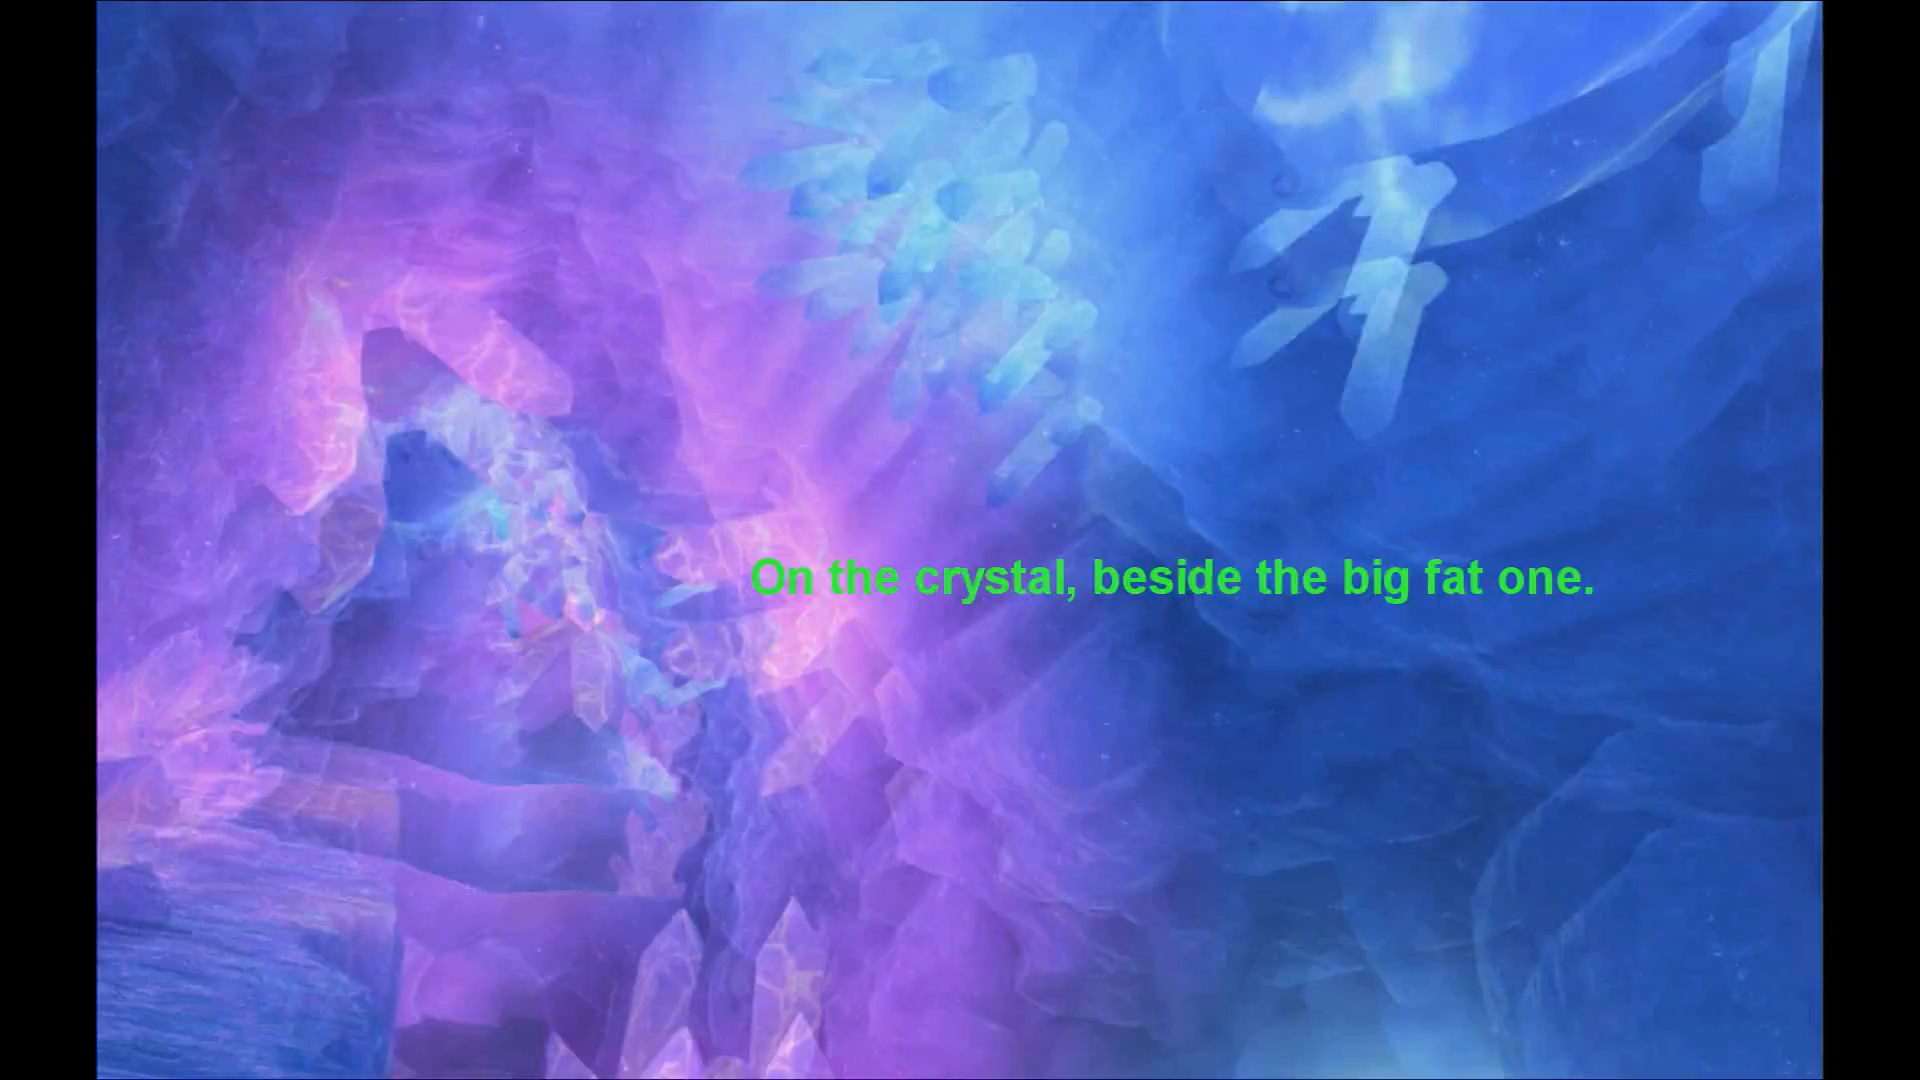 On the crystal, beside the big fat one.